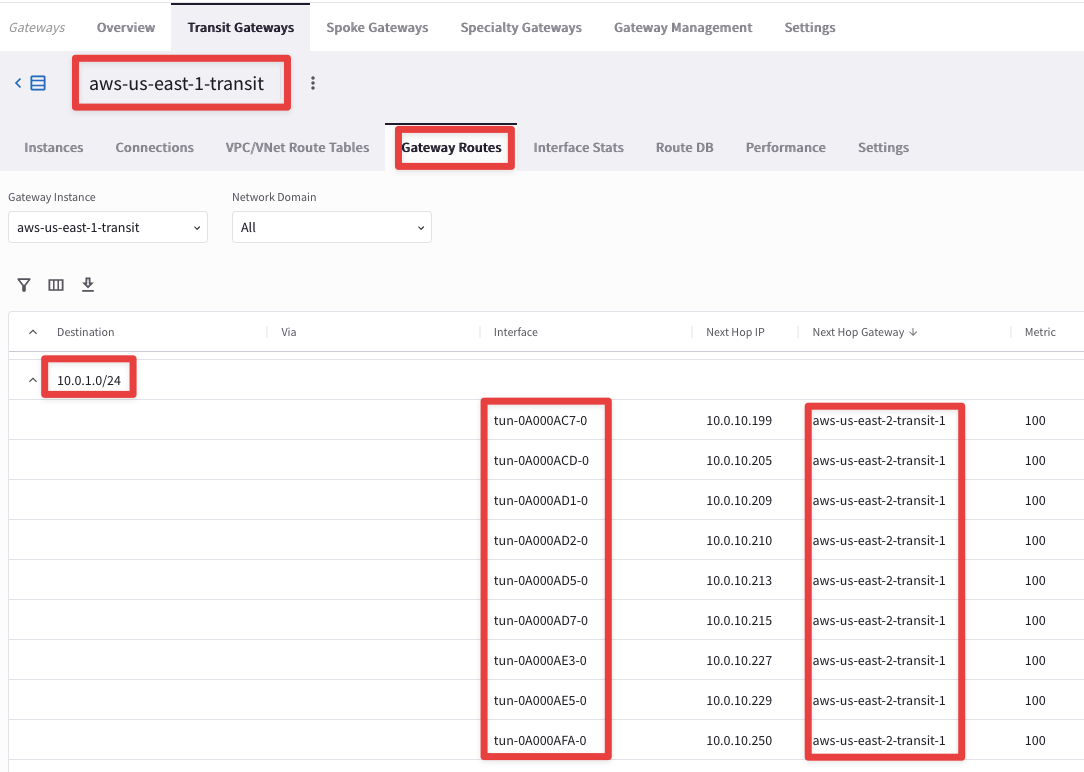 Gateways Overview Transit Gateways Spoke Gateways Specialty Gateways Gateway Management Settings
aws-us-east-1-transit
Instances Connections VPC/VNet Route Tables Gateway Routes Interface Stats Route DB Performance Settings
Gateway Instance Network Domain
aws-us-east-1-transit All
Destination Via Interface Next Hop IP Next Hop Gateway Metric
10.0.1.0/24
tun-0A000AC7-0 10.0.10.199 aws-us-east-2-transit-1 100
tun-0A000ACD-0 10.0.10.205 aws-us-east-2-transit-1 100
tun-0A000AD1-0 10.0.10.209 aws-us-east-2-transit-1 100
tun-0A000AD2-0 10.0.10.210 aws-us-east-2-transit-1 100
tun-0A000AD5-0 10.0.10.213 aws-us-east-2-transit-1 100
tun-0A000AD7-0 10.0.10.215 aws-us-east-2-transit-1 100
tun-0A000AE3-0 10.0.10.227 aws-us-east-2-transit-1 100
tun-0A000AE5-0 10.0.10.229 aws-us-east-2-transit-1 100
tun-0A000AFA-0 10.0.10.250 aws-us-east-2-transit-1 100